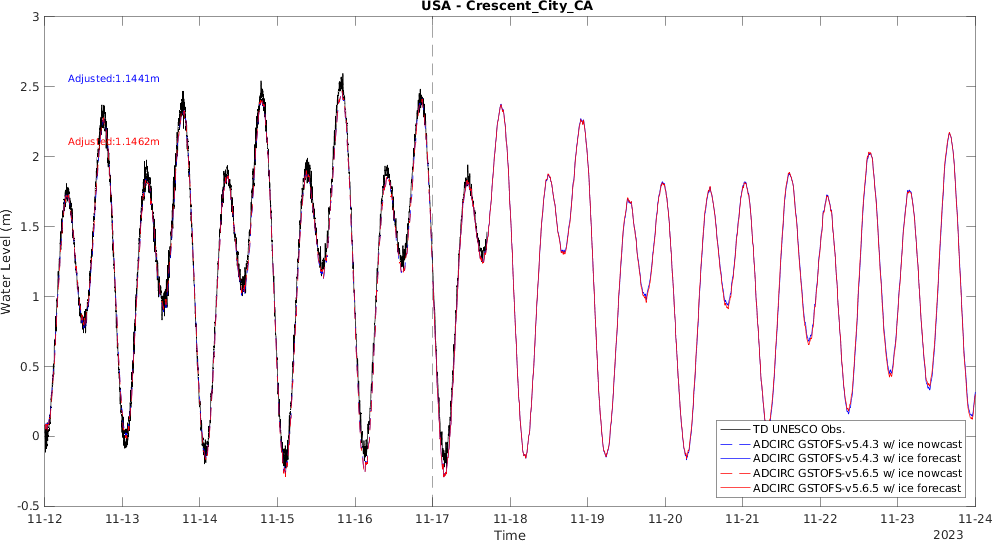 USA - Crescent_City_CA
3
2.5
2
1.5
1
0.5
0
-0.5
Water Level (m)
Adjusted:1.1441m
Adjusted:1.1462m
TD UNESCO Obs.
ADCIRC GSTOFS-v5.4.3 w/ ice nowcast
ADCIRC GSTOFS-v5.4.3 w/ ice forecast
ADCIRC GSTOFS-v5.6.5 w/ ice nowcast
ADCIRC GSTOFS-v5.6.5 w/ ice forecast
11-12 11-13 11-14 11-15 11-16 11-17 11-18 11-19 11-20 11-21 11-22 11-23 11-24
Time
2023